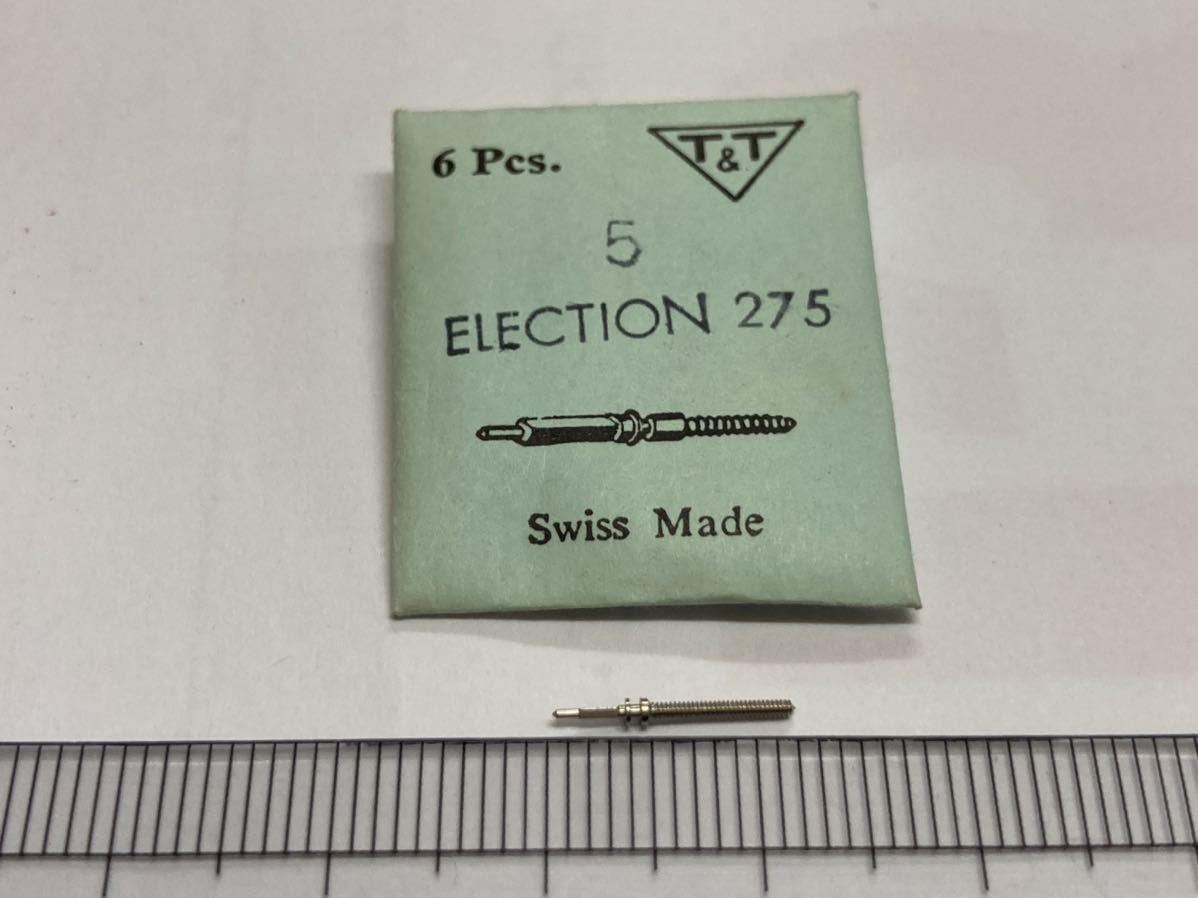 6 Pcs.
T&T
5
ELECTION 275
Swiss Made